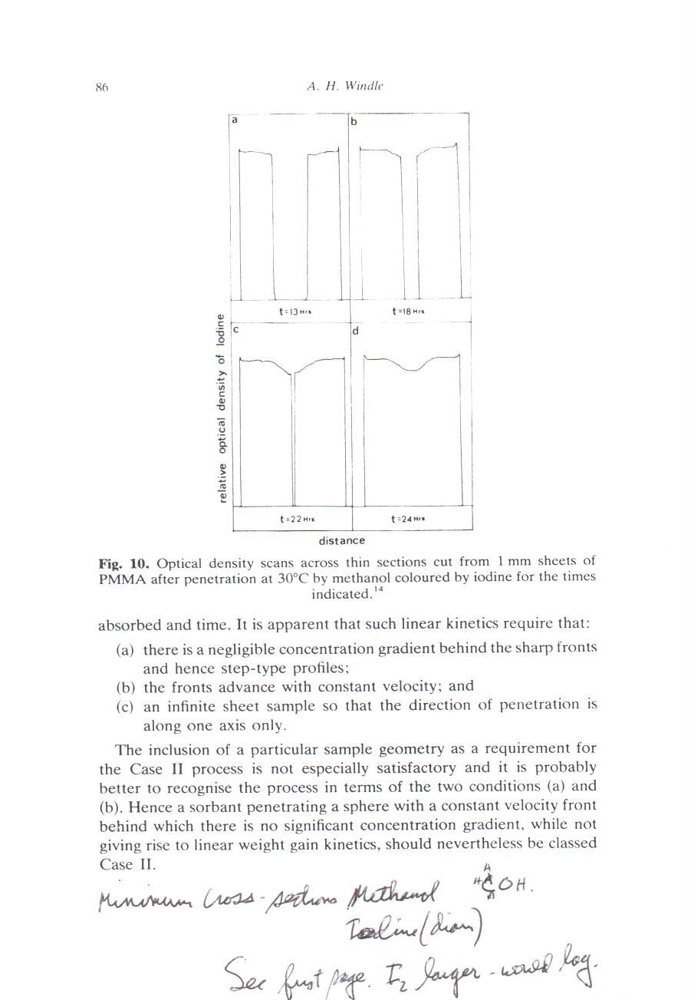 86
A. H. Windle
a
b
t=13 Hrs
t=18 Hrs
c
d
t=22 Hrs
t=24 Hrs
relative optical density of Iodine
distance
Fig. 10. Optical density scans across thin sections cut from 1 mm sheets of
PMMA after penetration at 30°C by methanol coloured by iodine for the times
indicated.¹⁴
absorbed and time. It is apparent that such linear kinetics require that:
(a) there is a negligible concentration gradient behind the sharp fronts
and hence step-type profiles;
(b) the fronts advance with constant velocity; and
(c) an infinite sheet sample so that the direction of penetration is
along one axis only.
The inclusion of a particular sample geometry as a requirement for
the Case II process is not especially satisfactory and it is probably
better to recognise the process in terms of the two conditions (a) and
(b). Hence a sorbant penetrating a sphere with a constant velocity front
behind which there is no significant concentration gradient, while not
giving rise to linear weight gain kinetics, should nevertheless be classed
Case II.
Minimum Cross-sections Methanol
OH.
(diam)
See first page. I₂ larger - would lag.